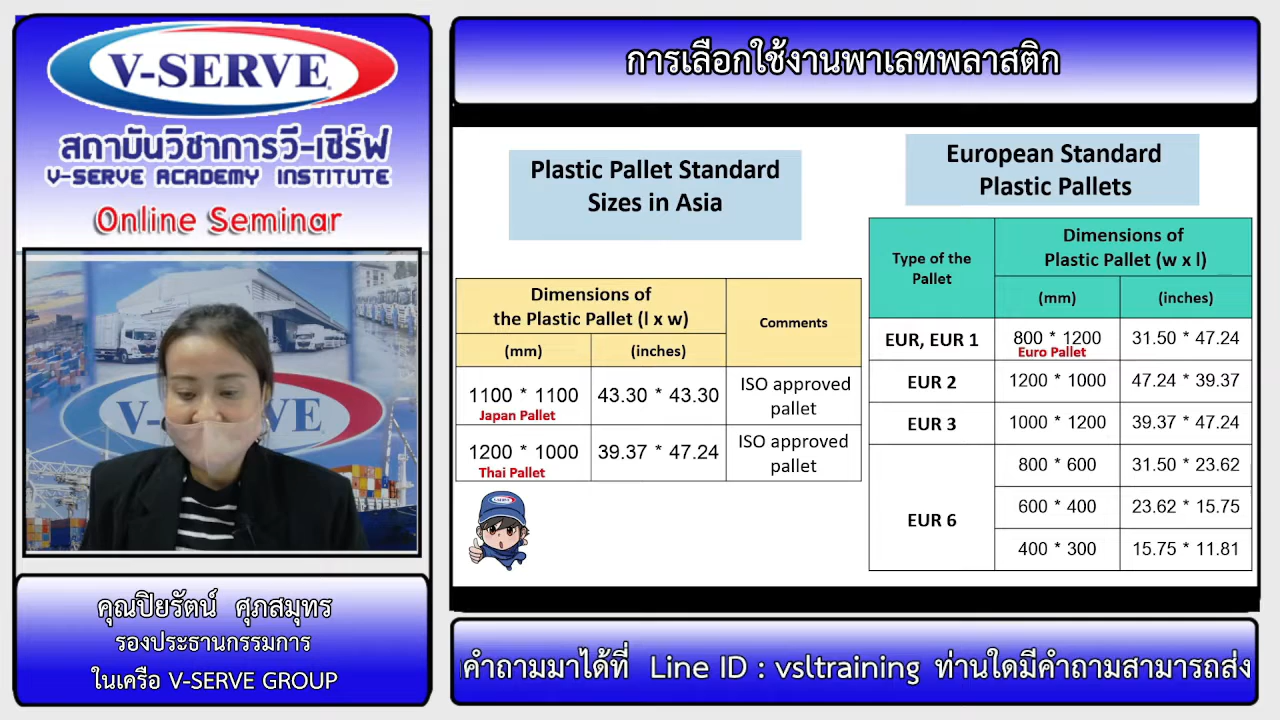 V-SERVE
สถาบันวิชาการวี-เซิร์ฟ
V-SERVE ACADEMY INSTITUTE
Online Seminar
คุณปิยรัตน์ ศุภสมุทร
รองประธานกรรมการ
ในเครือ V-SERVE GROUP
การเลือกใช้งานพาเลทพลาสติก
Plastic Pallet Standard
Sizes in Asia
Dimensions of
the Plastic Pallet (l x w)
Comments
(mm) (inches)
1100 * 1100 43.30 * 43.30 ISO approved
Japan Pallet pallet
1200 * 1000 39.37 * 47.24 ISO approved
Thai Pallet pallet
European Standard
Plastic Pallets
Type of the
Pallet
Dimensions of
Plastic Pallet (w x l)
(mm) (inches)
EUR, EUR 1 800 * 1200 31.50 * 47.24
Euro Pallet
EUR 2 1200 * 1000 47.24 * 39.37
EUR 3 1000 * 1200 39.37 * 47.24
800 * 600 31.50 * 23.62
EUR 6 600 * 400 23.62 * 15.75
400 * 300 15.75 * 11.81
คำถามมาได้ที่ Line ID : vsltraining ท่านใดมีคำถามสามารถส่ง